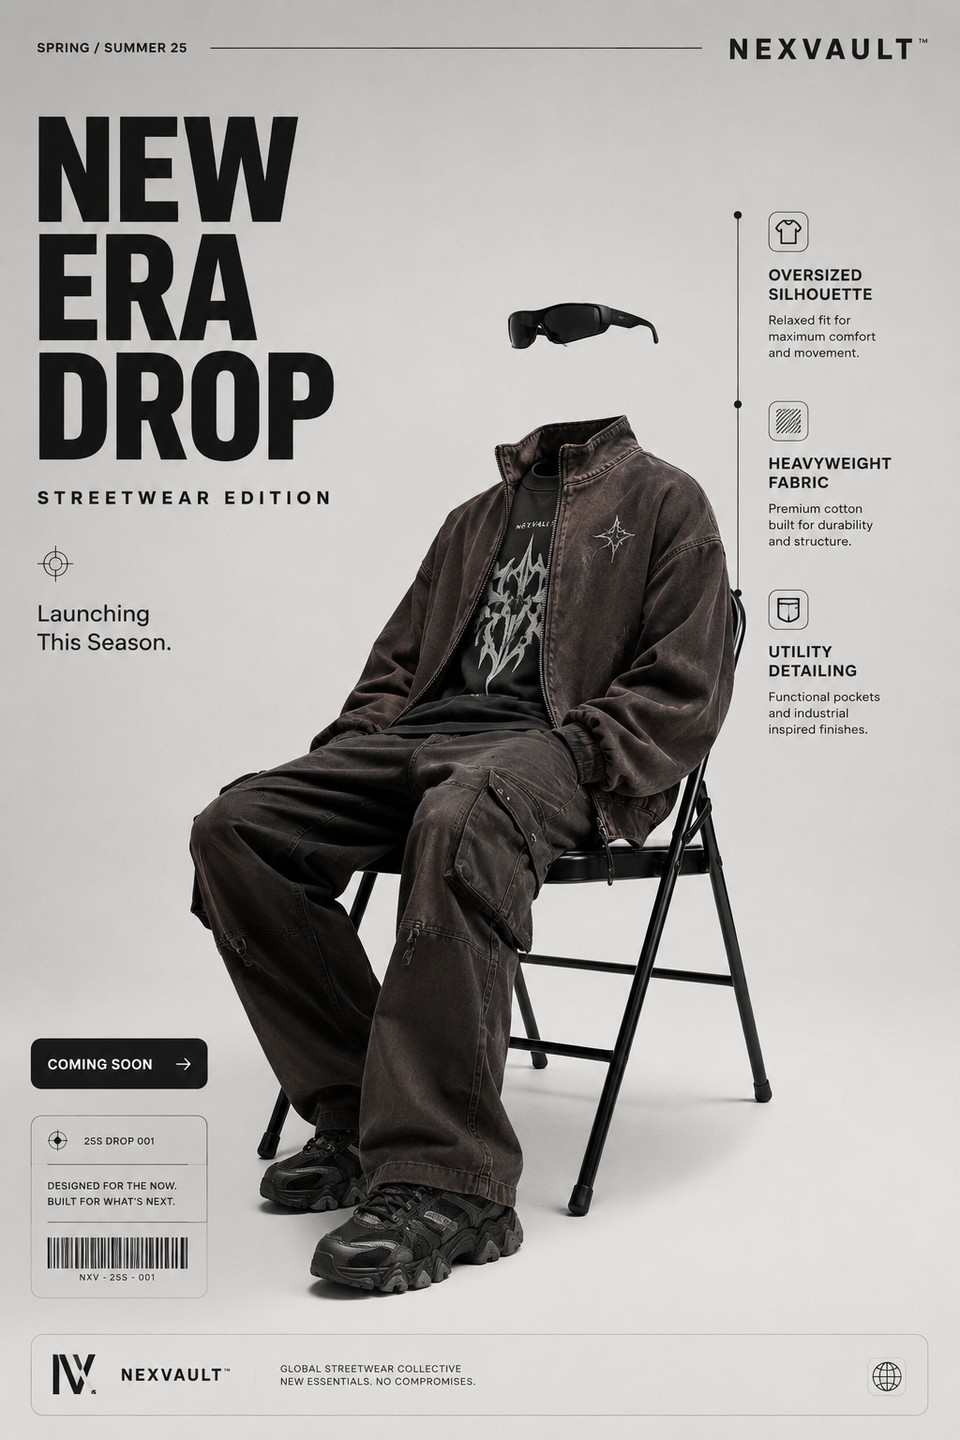 SPRING / SUMMER 25
NEXVAULT™
NEW
ERA
DROP
STREETWEAR EDITION
Launching
This Season.
OVERSIZED
SILHOUETTE
Relaxed fit for
maximum comfort
and movement.
HEAVYWEIGHT
FABRIC
Premium cotton
built for durability
and structure.
UTILITY
DETAILING
Functional pockets
and industrial
inspired finishes.
COMING SOON
25S DROP 001
DESIGNED FOR THE NOW.
BUILT FOR WHAT'S NEXT.
NXV - 25S - 001
NEXVAULT™
GLOBAL STREETWEAR COLLECTIVE
NEW ESSENTIALS. NO COMPROMISES.